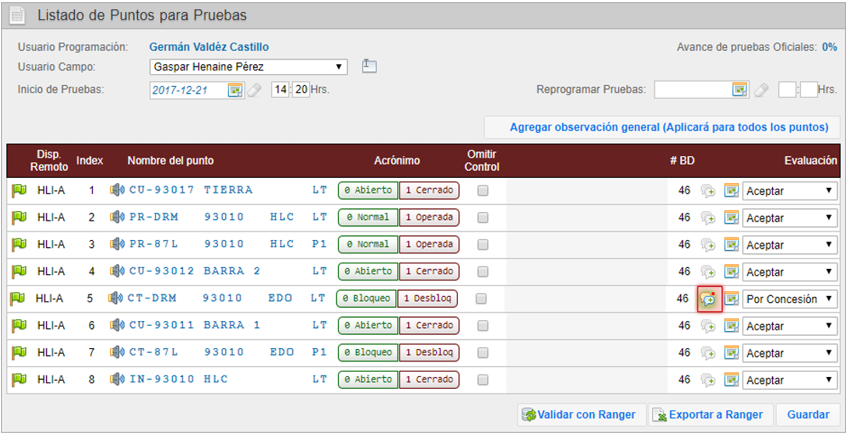 Listado de Puntos para Pruebas
Usuario Programación: Germán Valdéz Castillo Avance de pruebas Oficiales: 0%
Usuario Campo: Gaspar Henaine Pérez
Inicio de Pruebas: 2017-12-21 14:20 Hrs. Reprogramar Pruebas: : Hrs.
Agregar observación general (Aplicará para todos los puntos)
Disp. Remoto Index Nombre del punto Acrónimo Omitir Control # BD Evaluación
HLI-A 1 CU-93017 TIERRA LT 0 Abierto 1 Cerrado 46 Aceptar
HLI-A 2 PR-DRM 93010 HLC LT 0 Normal 1 Operada 46 Aceptar
HLI-A 3 PR-87L 93010 HLC P1 0 Normal 1 Operada 46 Aceptar
HLI-A 4 CU-93012 BARRA 2 LT 0 Abierto 1 Cerrado 46 Aceptar
HLI-A 5 CT-DRM 93010 EDO LT 0 Bloqueo 1 Desbloq 46 Por Concesión
HLI-A 6 CU-93011 BARRA 1 LT 0 Abierto 1 Cerrado 46 Aceptar
HLI-A 7 CT-87L 93010 EDO P1 0 Bloqueo 1 Desbloq 46 Aceptar
HLI-A 8 IN-93010 HLC LT 0 Abierto 1 Cerrado 46 Aceptar
Validar con Ranger Exportar a Ranger Guardar